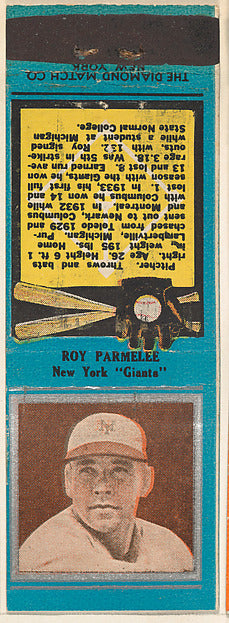 THE DIAMOND MATCH CO.
NEW YORK
Pitcher. Throws and bats
right. Age 26. Height ft. 1
weight, 195 lbs. Home
Lambertville, Michigan. Pur-
chased from Toledo 1929 and
sent out to Newark, Columbus
and Montreal. In 1932 while
with Columbus he won 14 and
lost In 1933, his first full
season with the Giants he won
13 and lost 8. Earned run ave-
rage 3.18. Was 5th in strike-
outs with Roy signed
while a student at Michigan
State Normal College.
ROY PARMELEE
New York "Giants"
NY